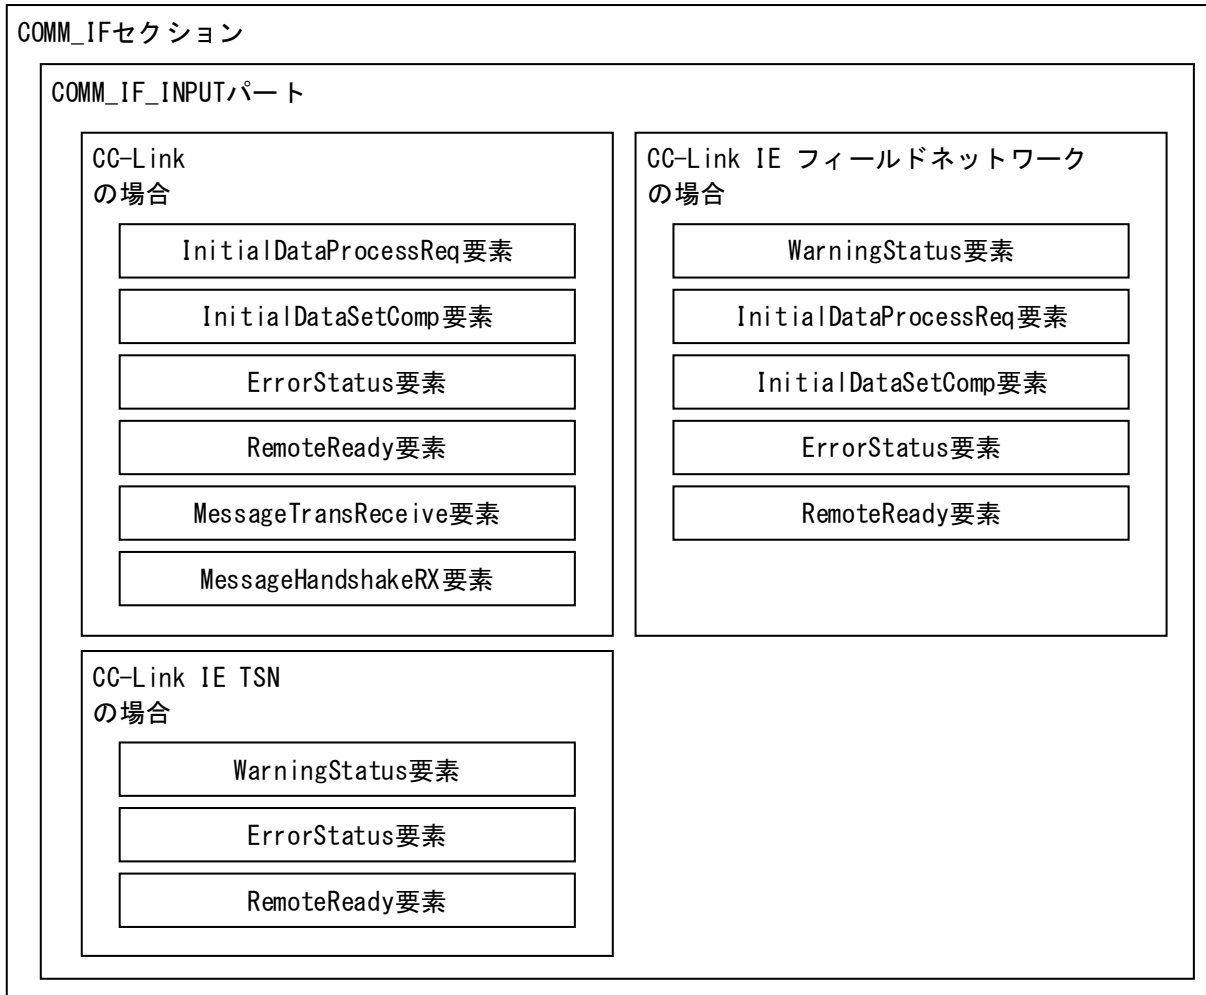 COMM_IFセクション
COMM_IF_INPUTパート
CC-Link
の場合
InitialDataProcessReq要素
InitialDataSetComp要素
ErrorStatus要素
RemoteReady要素
MessageTransReceive要素
MessageHandshakeRX要素
CC-Link IE フィールドネットワーク
の場合
WarningStatus要素
InitialDataProcessReq要素
InitialDataSetComp要素
ErrorStatus要素
RemoteReady要素
CC-Link IE TSN
の場合
WarningStatus要素
ErrorStatus要素
RemoteReady要素